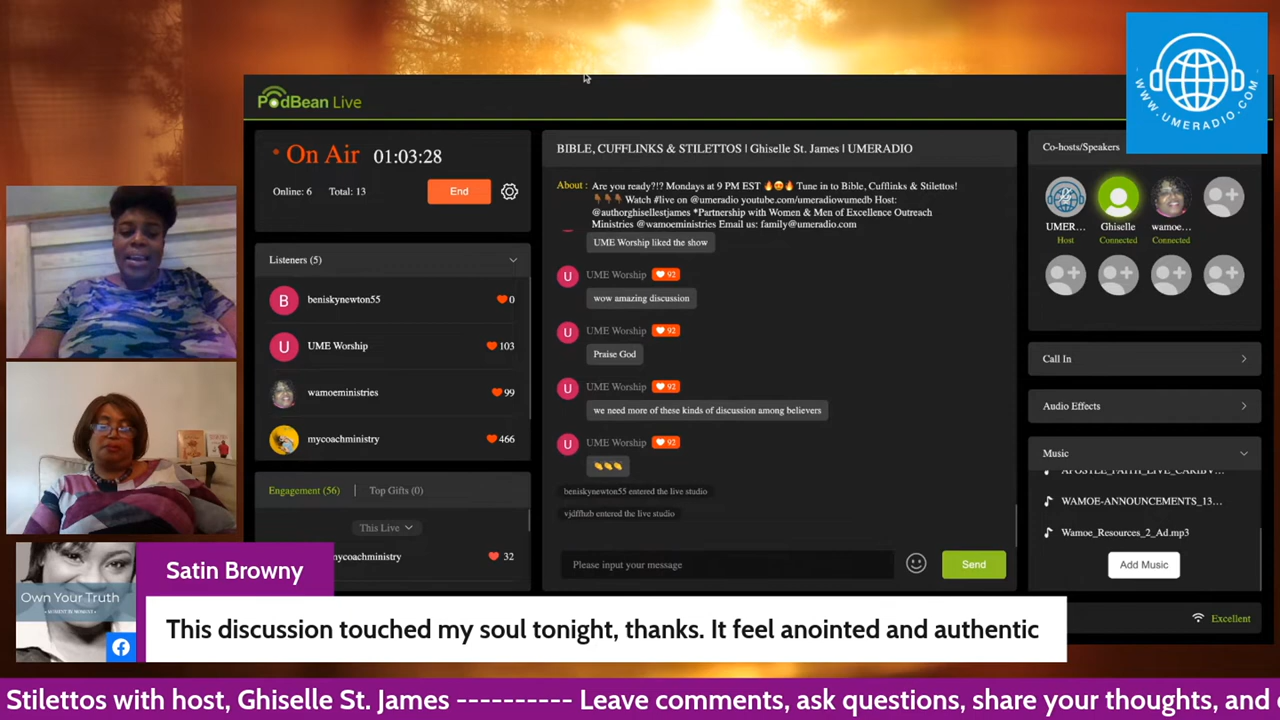 WWW.UMERADIO.COM
PodBean Live
On Air 01:03:28
Online: 6 Total: 13
End
Listeners (5)
B beniskynewton55 0
U UME Worship 103
wamoeministries 99
mycoachministry 466
Engagement (56) | Top Gifts (0)
This Live
mycoachministry 32
BIBLE, CUFFLINKS & STILETTOS | Ghiselle St. James | UMERADIO
About : Are you ready?!? Mondays at 9 PM EST 🔥😍🔥 Tune in to Bible, Cufflinks & Stilettos!
👇🏾👇🏾👇🏾 Watch #live on @umeradio youtube.com/umeradiowumedb Host:
@authorghisellestjames *Partnership with Women & Men of Excellence Outreach
Ministries @wamoeministries Email us: family@umeradio.com
UME Worship liked the show
U UME Worship 92
wow amazing discussion
U UME Worship 92
Praise God
U UME Worship 92
we need more of these kinds of discussion among believers
U UME Worship 92
👏👏👏
beniskynewton55 entered the live studio
vjdffhzb entered the live studio
Please input your message
Send
Co-hosts/Speakers
UMER... Ghiselle wamoe...
Host Connected Connected
Call In
Audio Effects
Music
APOSTLE_FAITH_LIVE_CARIBV...
WAMOE-ANNOUNCEMENTS_13...
Wamoe_Resources_2_Ad.mp3
Add Music
Excellent
Own Your Truth
Satin Browny
This discussion touched my soul tonight, thanks. It feel anointed and authentic
Stilettos with host, Ghiselle St. James ---------- Leave comments, ask questions, share your thoughts, and